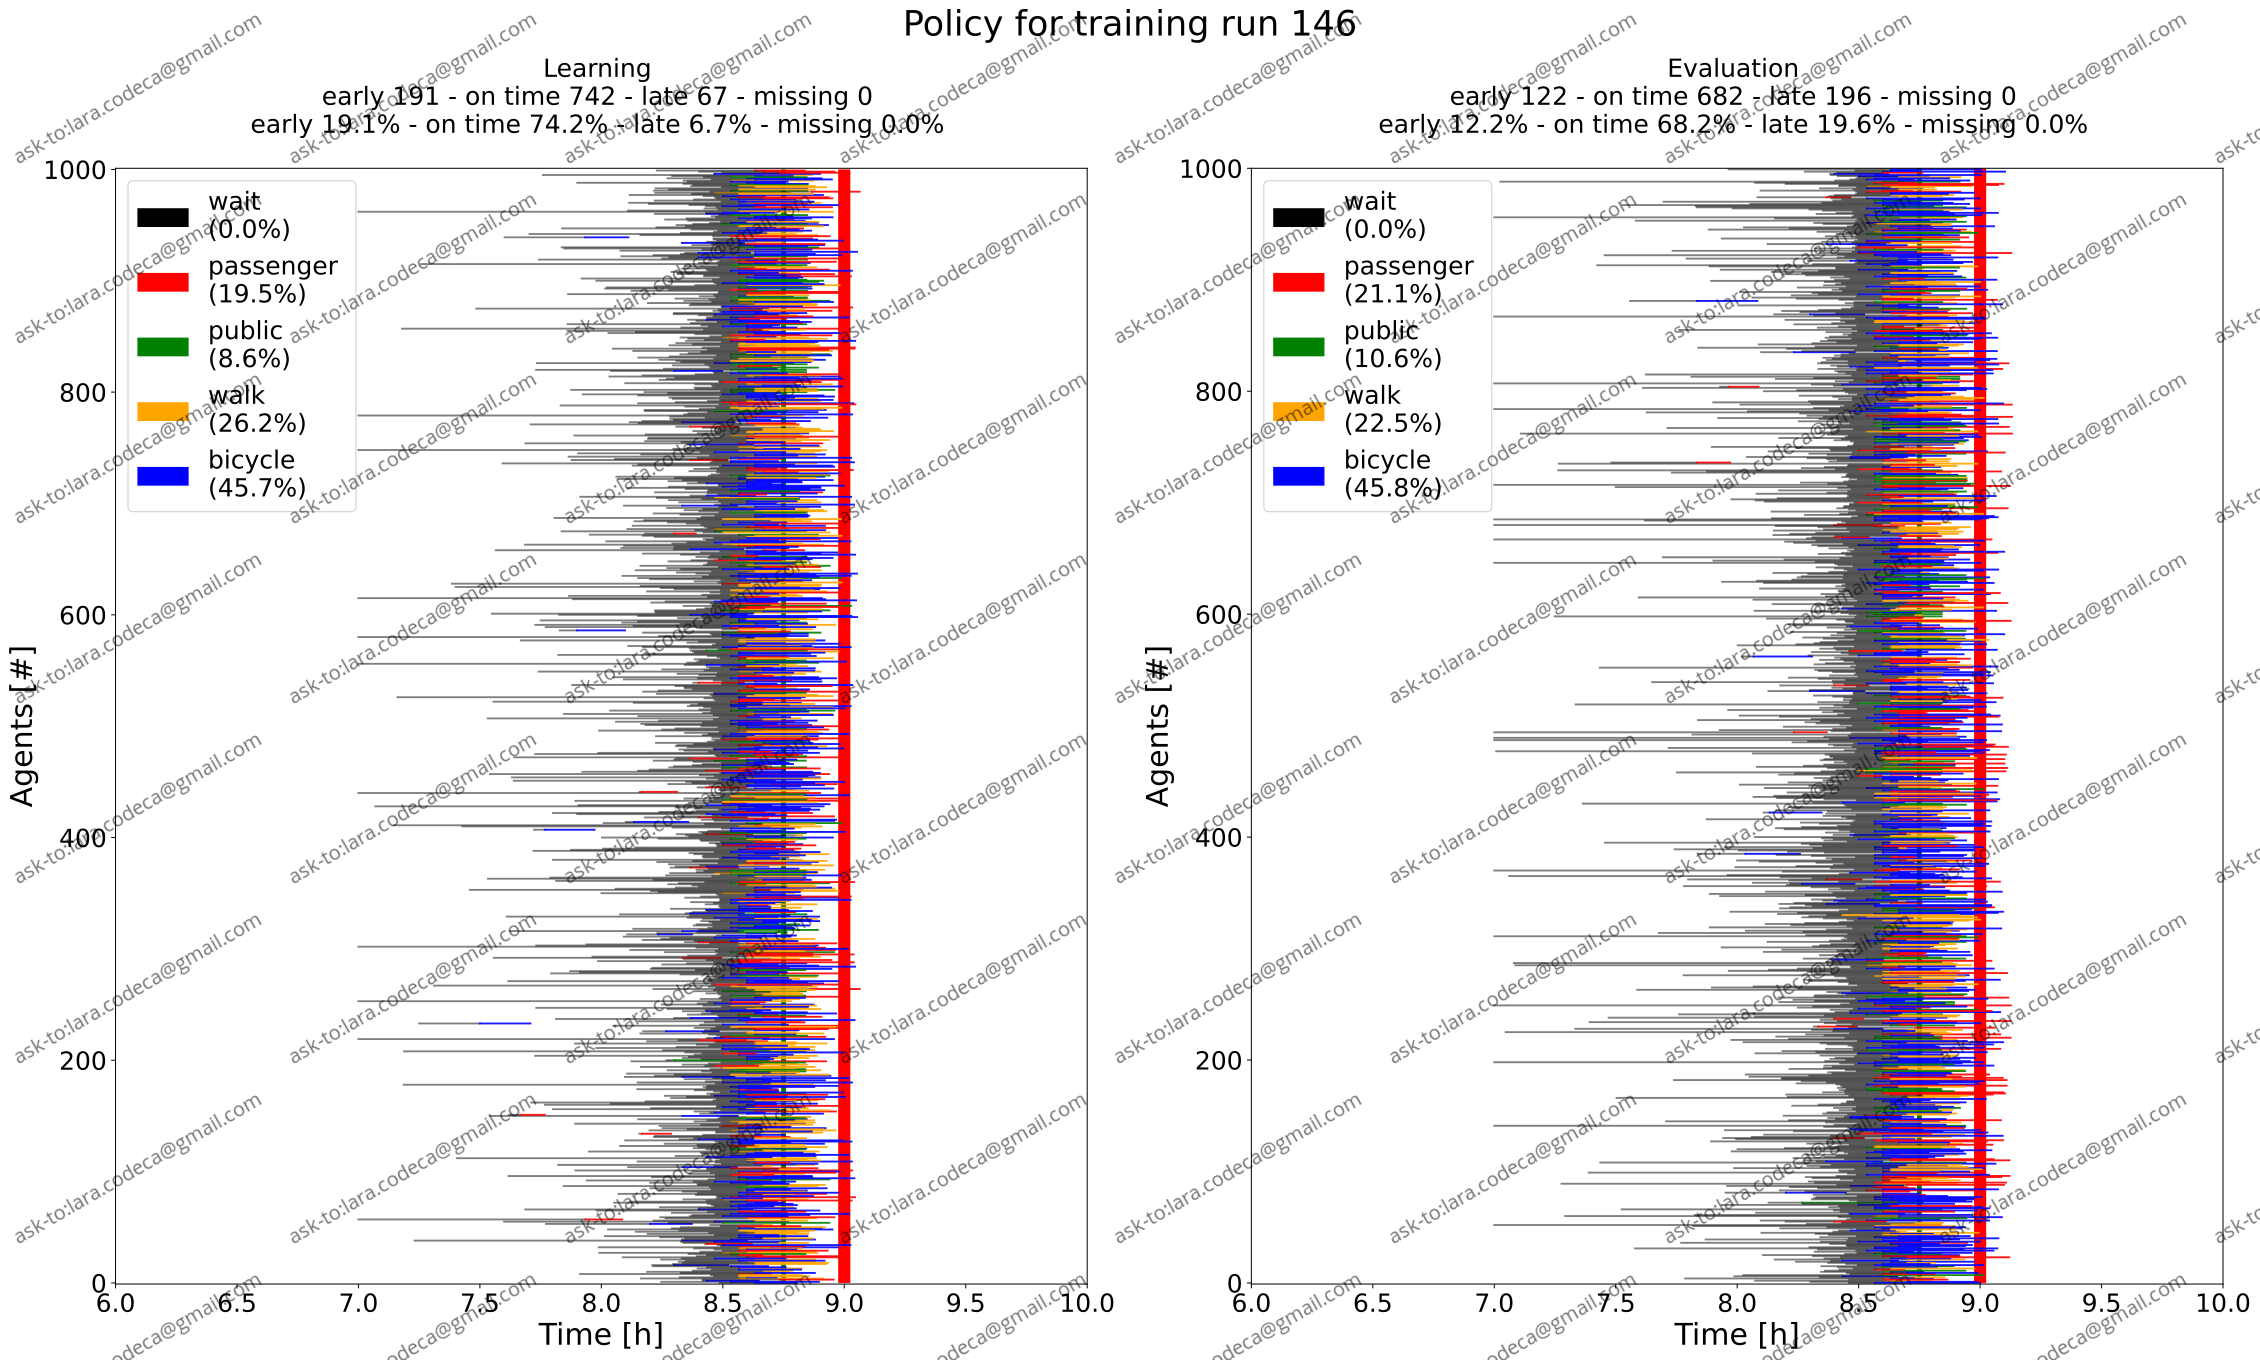 Policy for training run 146
Learning
early 191 - on time 742 - late 67 - missing 0
early 19.1% - on time 74.2% - late 6.7% - missing 0.0%
1000
800
600
400
200
0
Agents [#]
wait
(0.0%)
passenger
(19.5%)
public
(8.6%)
walk
(26.2%)
bicycle
(45.7%)
6.0 6.5 7.0 7.5 8.0 8.5 9.0 9.5 10.0
Time [h]
Evaluation
early 122 - on time 682 - late 196 - missing 0
early 12.2% - on time 68.2% - late 19.6% - missing 0.0%
1000
800
600
400
200
0
Agents [#]
wait
(0.0%)
passenger
(21.1%)
public
(10.6%)
walk
(22.5%)
bicycle
(45.8%)
6.0 6.5 7.0 7.5 8.0 8.5 9.0 9.5 10.0
Time [h]
ask-to:lara.codeca@gmail.com